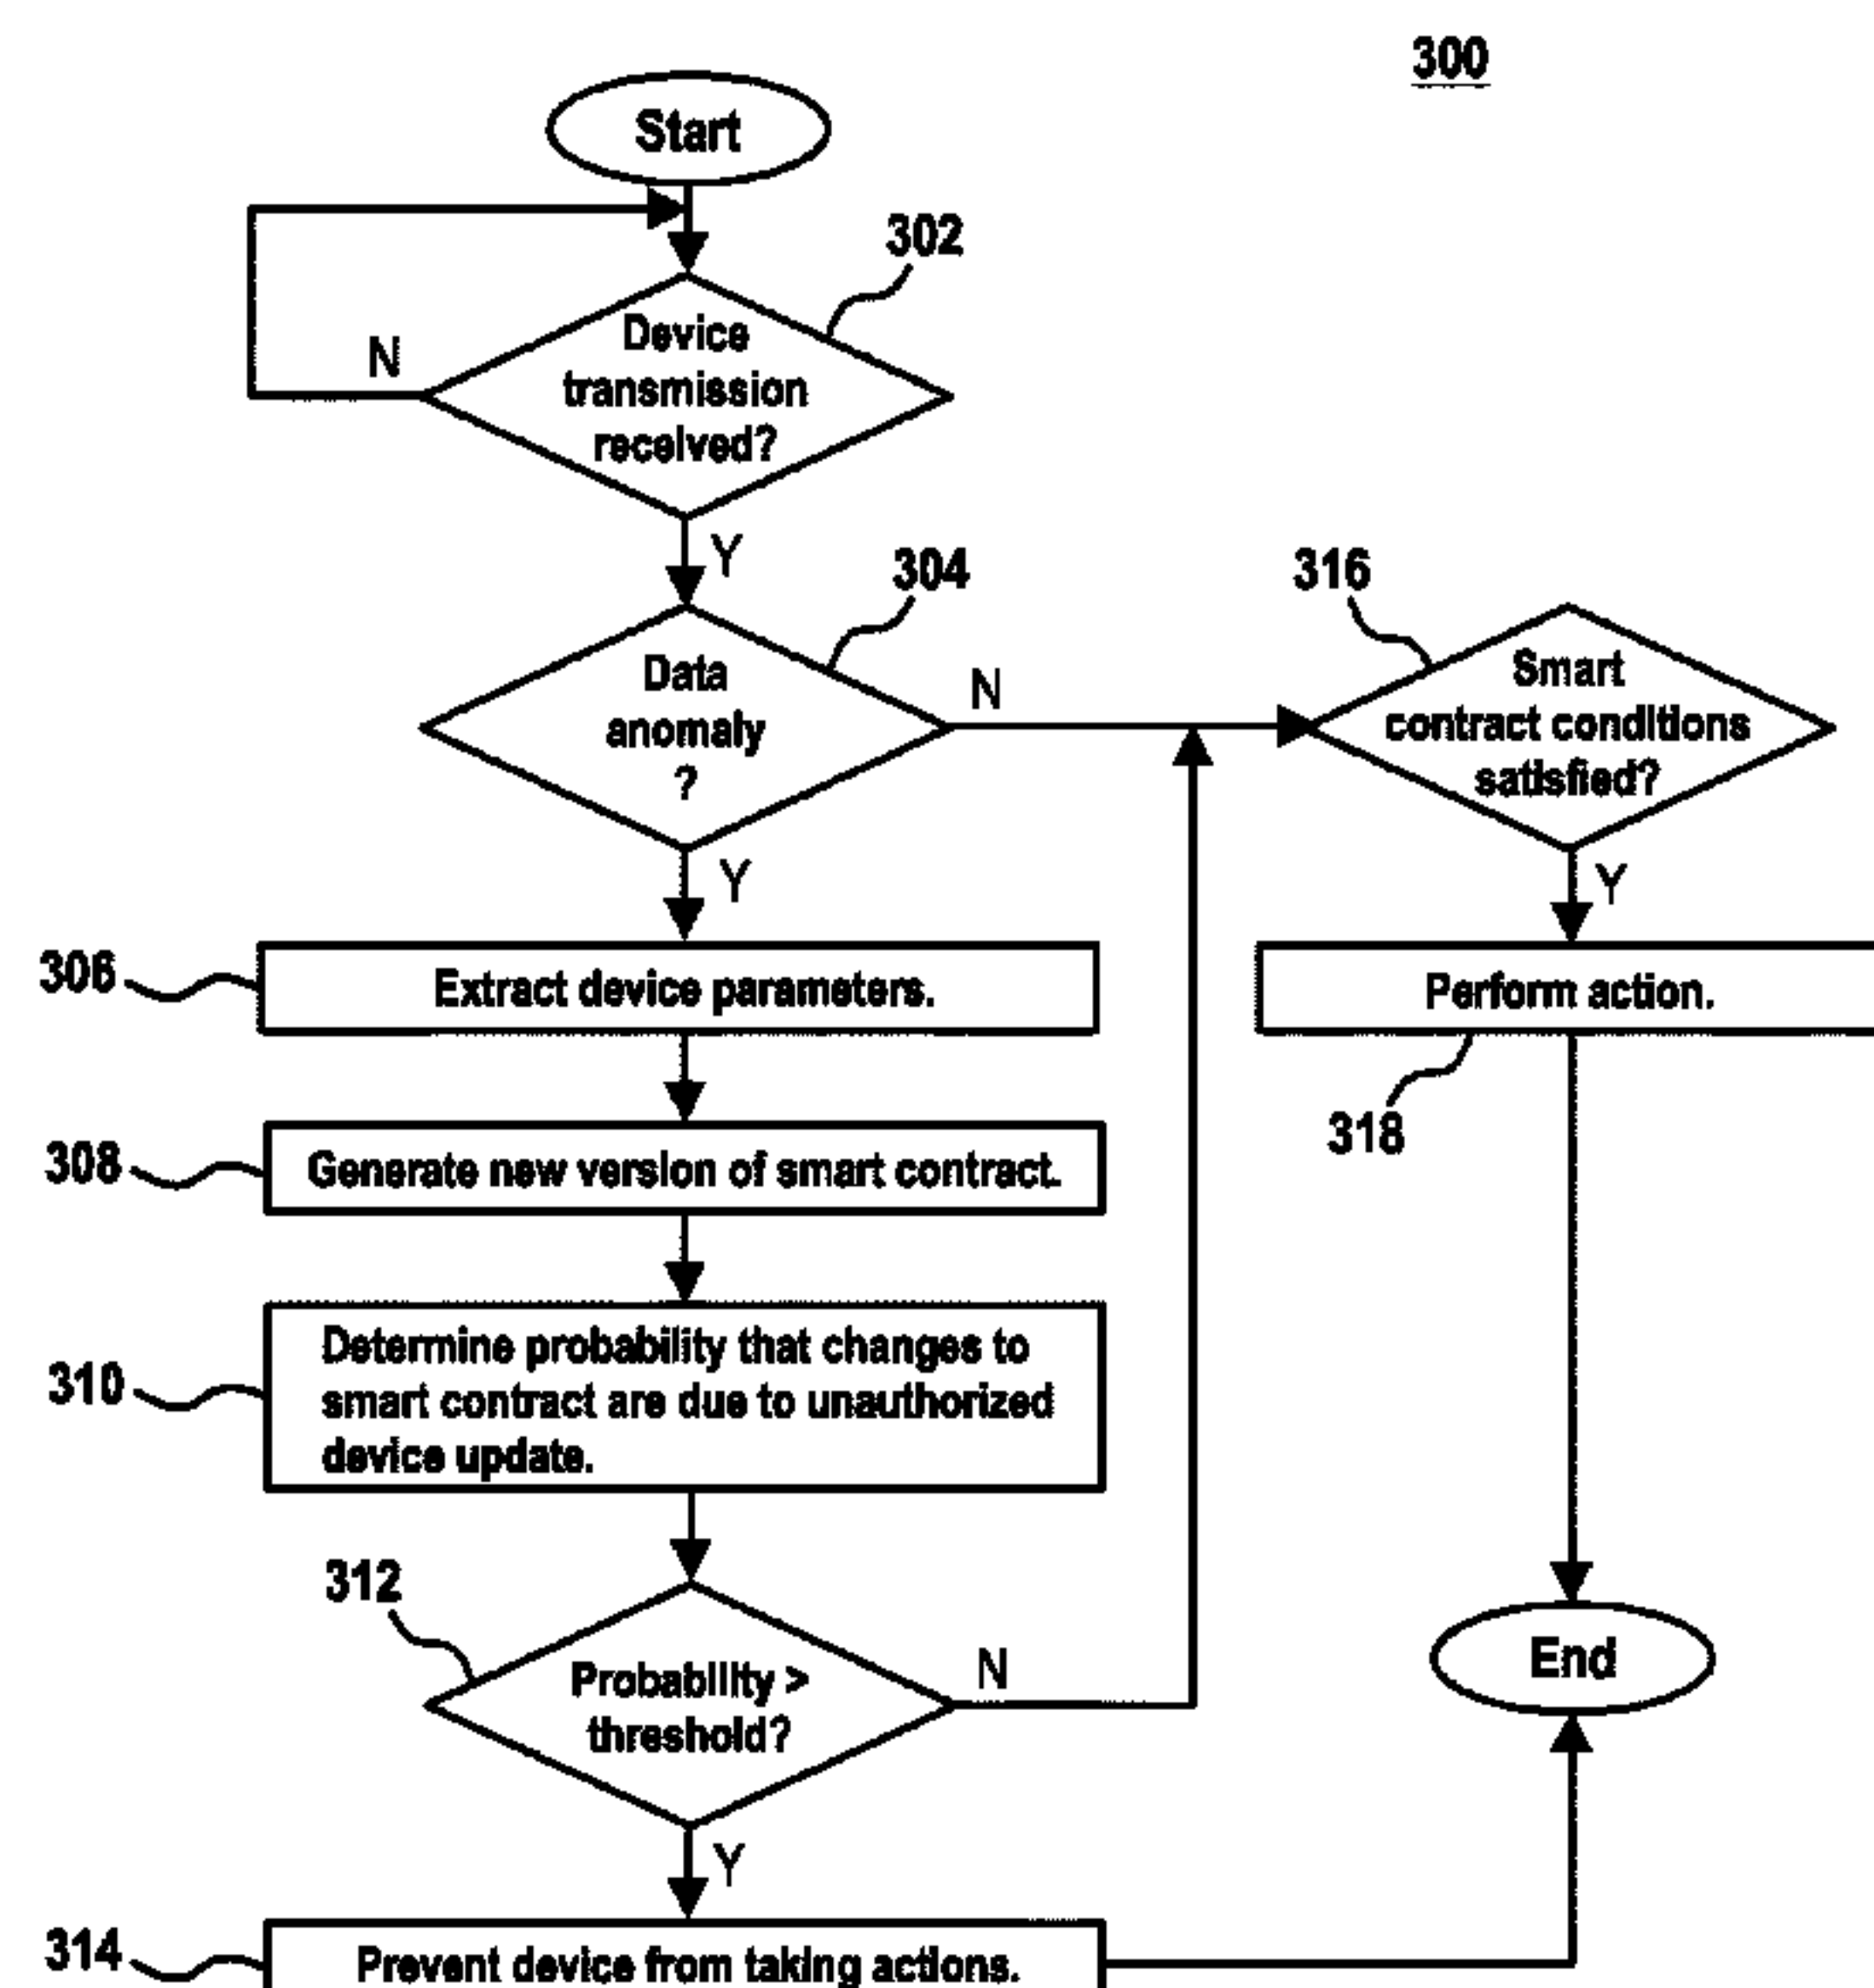 300
Start
302
Device
transmission
received?
N
Y
304
Data
anomaly
?
N
316
Smart
contract conditions
satisfied?
Y
Y
306
Extract device parameters.
Perform action.
318
308
Generate new version of smart contract.
310
Determine probability that changes to
smart contract are due to unauthorized
device update.
312
Probability >
threshold?
N
End
Y
314
Prevent device from taking actions.